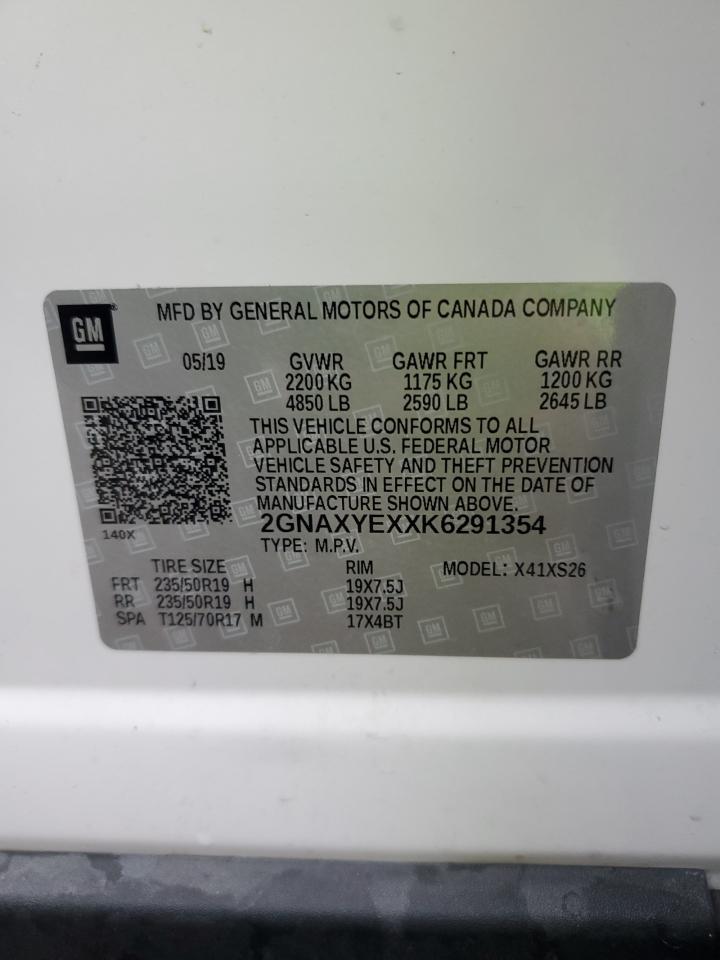 GM MFD BY GENERAL MOTORS OF CANADA COMPANY
05/19 GVWR GAWR FRT GAWR RR
2200 KG 1175 KG 1200 KG
4850 LB 2590 LB 2645 LB
THIS VEHICLE CONFORMS TO ALL
APPLICABLE U.S. FEDERAL MOTOR
VEHICLE SAFETY AND THEFT PREVENTION
STANDARDS IN EFFECT ON THE DATE OF
MANUFACTURE SHOWN ABOVE.
140X 2GNAXYEXXK6291354
TYPE: M.P.V.
TIRE SIZE RIM MODEL: X41XS26
FRT 235/50R19 H 19X7.5J
RR 235/50R19 H 19X7.5J
SPA T125/70R17 M 17X4BT